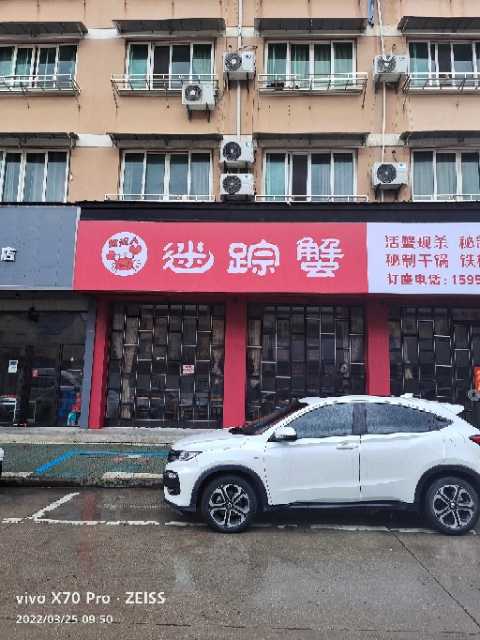 迷踪蟹
活蟹现杀 秘制
秘制干锅 铁
订座电话:1595
店
vivo X70 Pro · ZEISS
2022/03/25 09:50